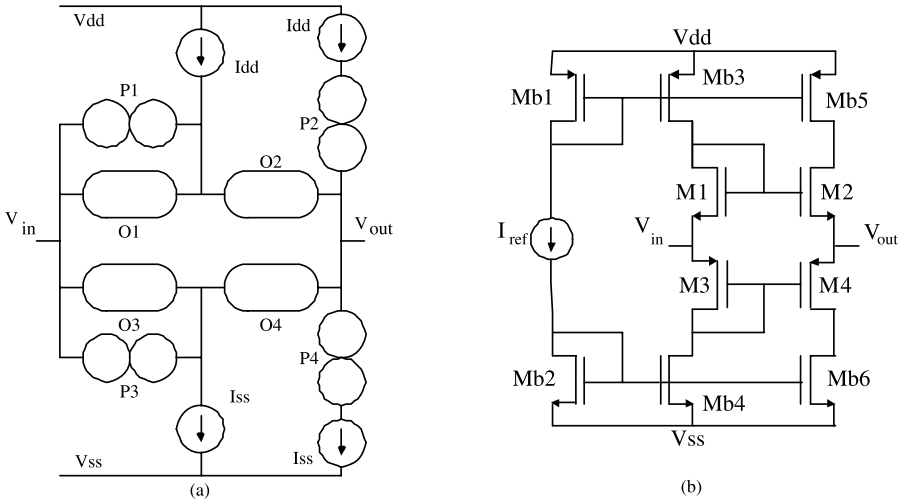 Vdd
Idd
Idd
P1
P2
O2
O1
V in
V out
O3
O4
P3
P4
Iss
Iss
Vss
(a)
Vdd
Mb1
Mb3
Mb5
M1
M2
I ref
V in
V out
M3
M4
Mb2
Mb4
Mb6
Vss
(b)